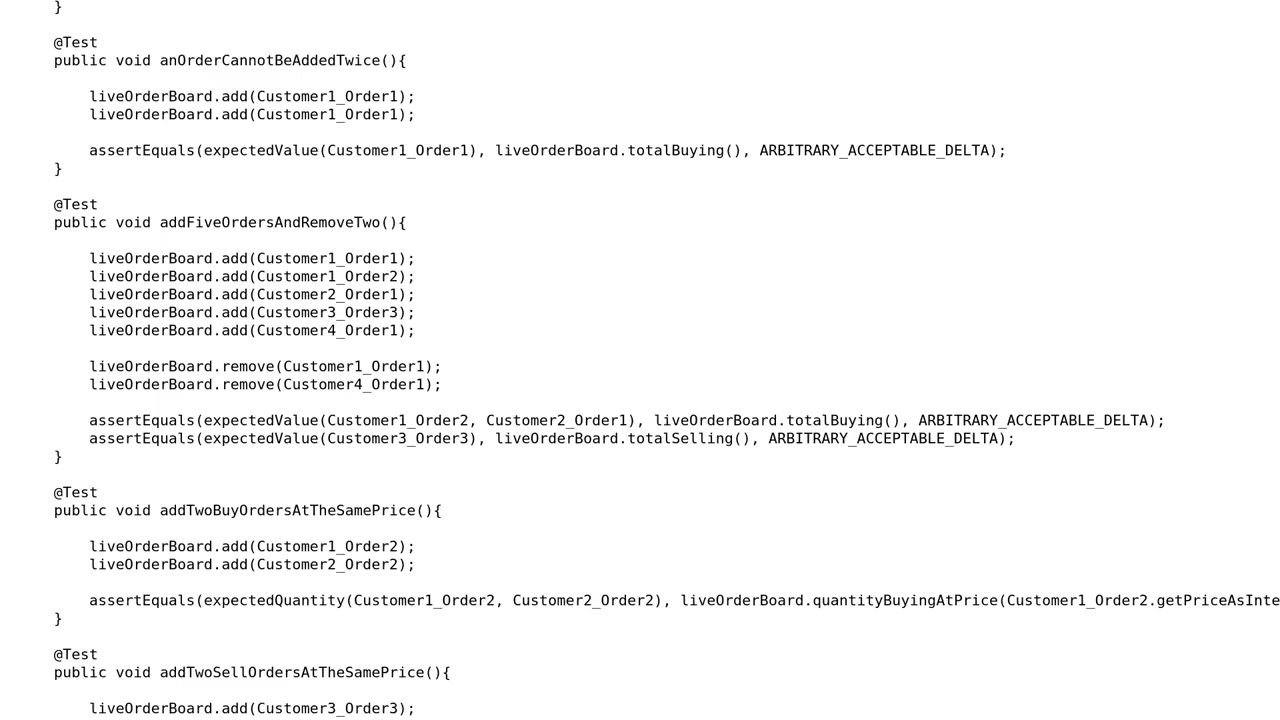 }
@Test
public void anOrderCannotBeAddedTwice(){
liveOrderBoard.add(Customer1_Order1);
liveOrderBoard.add(Customer1_Order1);
assertEquals(expectedValue(Customer1_Order1), liveOrderBoard.totalBuying(), ARBITRARY_ACCEPTABLE_DELTA);
}
@Test
public void addFiveOrdersAndRemoveTwo(){
liveOrderBoard.add(Customer1_Order1);
liveOrderBoard.add(Customer1_Order2);
liveOrderBoard.add(Customer2_Order1);
liveOrderBoard.add(Customer3_Order3);
liveOrderBoard.add(Customer4_Order1);
liveOrderBoard.remove(Customer1_Order1);
liveOrderBoard.remove(Customer4_Order1);
assertEquals(expectedValue(Customer1_Order2, Customer2_Order1), liveOrderBoard.totalBuying(), ARBITRARY_ACCEPTABLE_DELTA);
assertEquals(expectedValue(Customer3_Order3), liveOrderBoard.totalSelling(), ARBITRARY_ACCEPTABLE_DELTA);
}
@Test
public void addTwoBuyOrdersAtTheSamePrice(){
liveOrderBoard.add(Customer1_Order2);
liveOrderBoard.add(Customer2_Order2);
assertEquals(expectedQuantity(Customer1_Order2, Customer2_Order2), liveOrderBoard.quantityBuyingAtPrice(Customer1_Order2.getPriceAsInte
}
@Test
public void addTwoSellOrdersAtTheSamePrice(){
liveOrderBoard.add(Customer3_Order3);